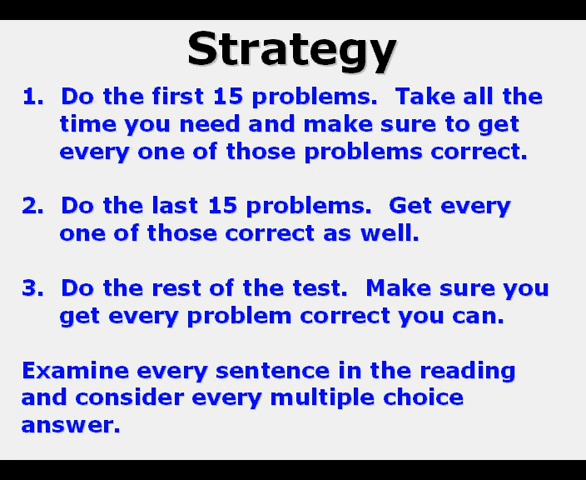 Strategy
1. Do the first 15 problems. Take all the
time you need and make sure to get
every one of those problems correct.
2. Do the last 15 problems. Get every
one of those correct as well.
3. Do the rest of the test. Make sure you
get every problem correct you can.
Examine every sentence in the reading
and consider every multiple choice
answer.